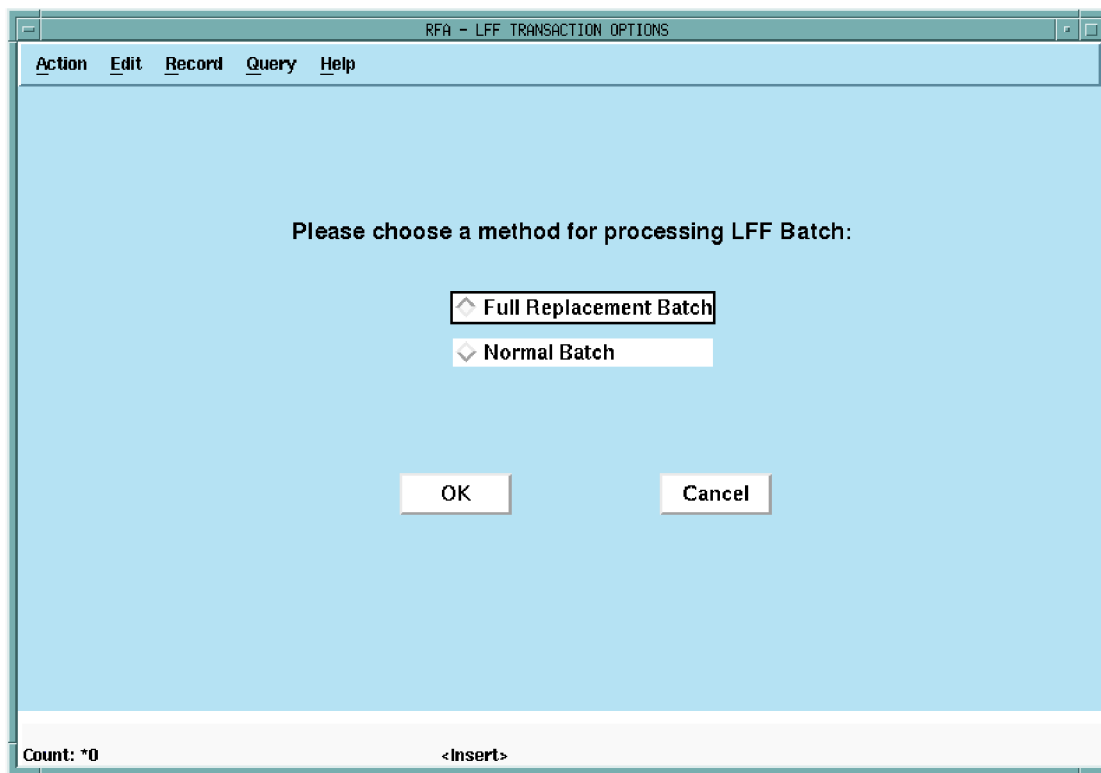 RFA - LFF TRANSACTION OPTIONS
Action Edit Record Query Help
Please choose a method for processing LFF Batch:
Full Replacement Batch
Normal Batch
OK Cancel
Count: *0 <Insert>